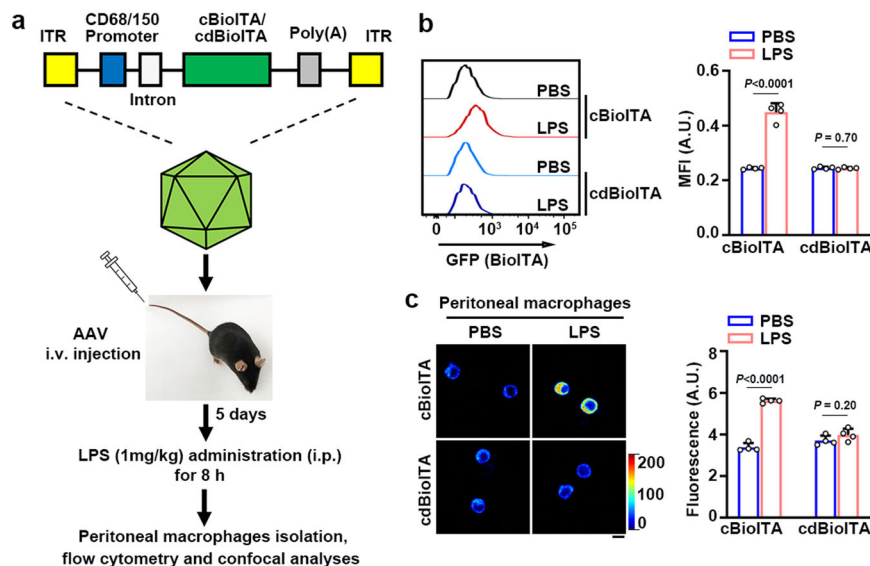 a
ITR
CD68/150
Promoter
cBioITA/
cdBioITA
Poly(A)
ITR
Intron
AAV
i.v. injection
5 days
LPS (1mg/kg) administration (i.p.)
for 8 h
Peritoneal macrophages isolation,
flow cytometry and confocal analyses
b
PBS
LPS
cBioITA
PBS
LPS
cdBioITA
0 10³ 10⁴ 10⁵
GFP (BioITA)
PBS
LPS
MFI (A.U.)
0.6
0.4
0.2
0.0
P<0.0001
P = 0.70
cBioITA cdBioITA
c
Peritoneal macrophages
PBS LPS
cBioITA
cdBioITA
200
100
0
PBS
LPS
Fluorescence (A.U.)
8
6
4
2
0
P<0.0001
P = 0.20
cBioITA cdBioITA